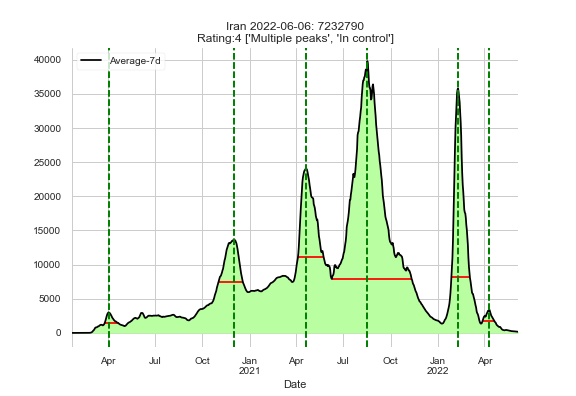 Iran 2022-06-06: 7232790
Rating:4 ['Multiple peaks', 'In control']
Average-7d
40000
35000
30000
25000
20000
15000
10000
5000
0
Apr Jul Oct Jan Apr Jul Oct Jan Apr
2021 2022
Date